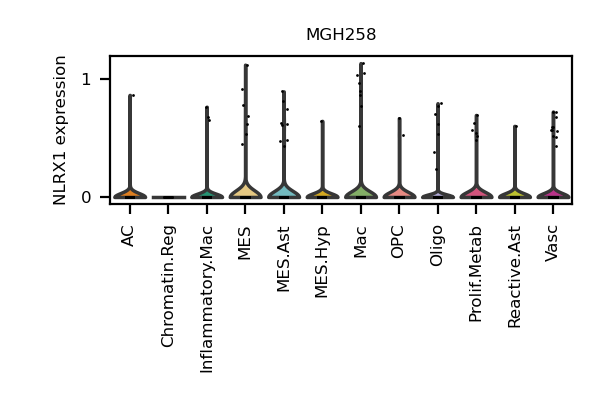 MGH258
NLRX1 expression
1
0
AC
Chromatin.Reg
Inflammatory.Mac
MES
MES.Ast
MES.Hyp
Mac
OPC
Oligo
Prolif.Metab
Reactive.Ast
Vasc